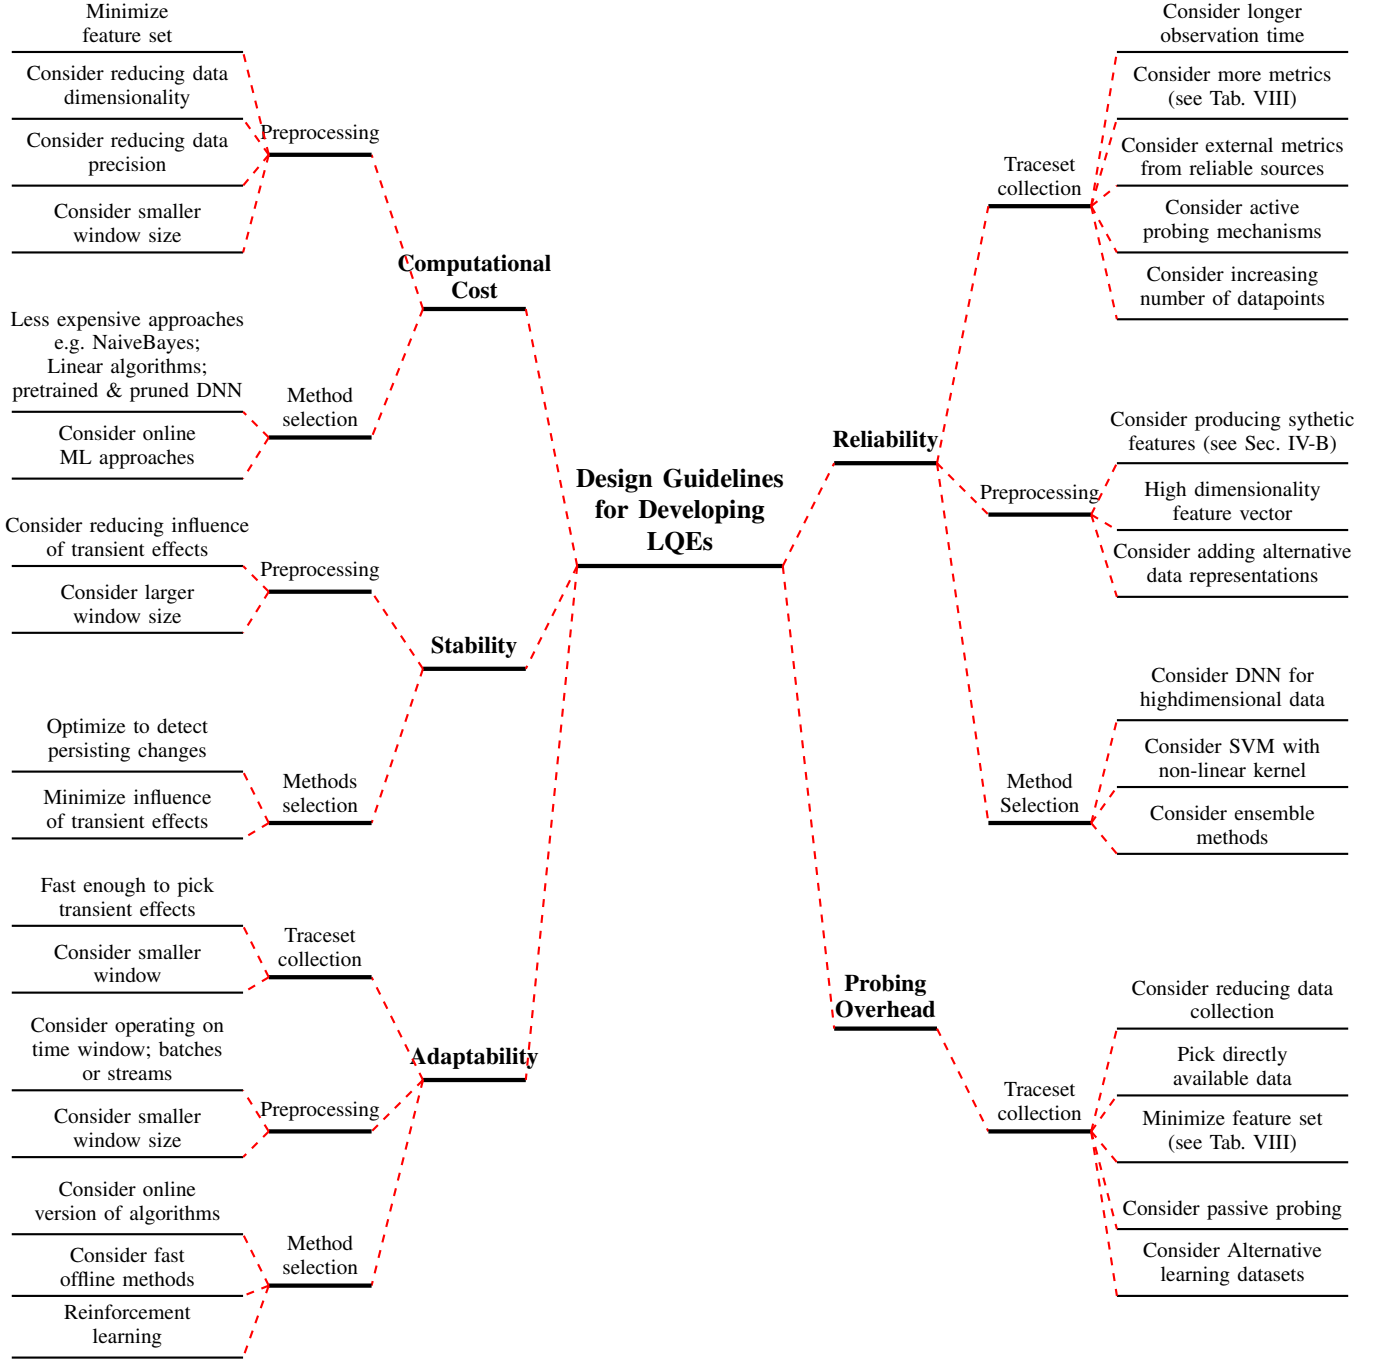 Minimize
feature set
Consider reducing data
dimensionality
Consider reducing data
precision
Consider smaller
window size
Preprocessing
Less expensive approaches
e.g. NaiveBayes;
Linear algorithms;
pretrained & pruned DNN
Consider online
ML approaches
Method
selection
Computational
Cost
Consider reducing influence
of transient effects
Consider larger
window size
Preprocessing
Optimize to detect
persisting changes
Minimize influence
of transient effects
Methods
selection
Stability
Fast enough to pick
transient effects
Consider smaller
window
Traceset
collection
Consider operating on
time window; batches
or streams
Consider smaller
window size
Preprocessing
Consider online
version of algorithms
Consider fast
offline methods
Reinforcement
learning
Method
selection
Adaptability
Design Guidelines
for Developing
LQEs
Reliability
Traceset
collection
Consider longer
observation time
Consider more metrics
(see Tab. VIII)
Consider external metrics
from reliable sources
Consider active
probing mechanisms
Consider increasing
number of datapoints
Preprocessing
Consider producing sythetic
features (see Sec. IV-B)
High dimensionality
feature vector
Consider adding alternative
data representations
Method
Selection
Consider DNN for
highdimensional data
Consider SVM with
non-linear kernel
Consider ensemble
methods
Probing
Overhead
Traceset
collection
Consider reducing data
collection
Pick directly
available data
Minimize feature set
(see Tab. VIII)
Consider passive probing
Consider Alternative
learning datasets